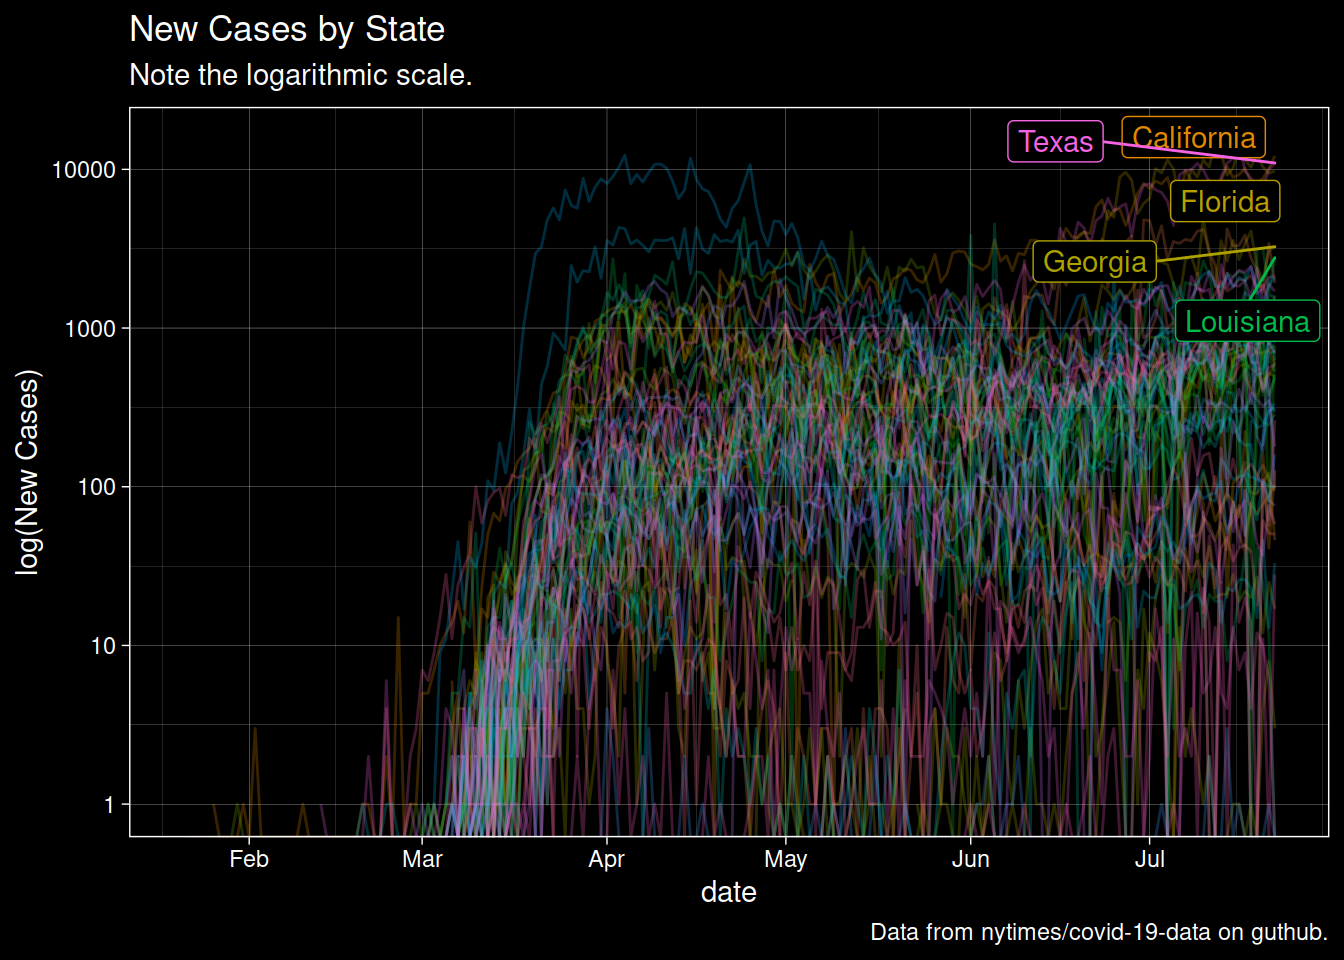 New Cases by State
Note the logarithmic scale.
Texas
California
Florida
Georgia
Louisiana
10000
1000
100
10
1
log(New Cases)
Feb Mar Apr May Jun Jul
date
Data from nytimes/covid-19-data on guthub.